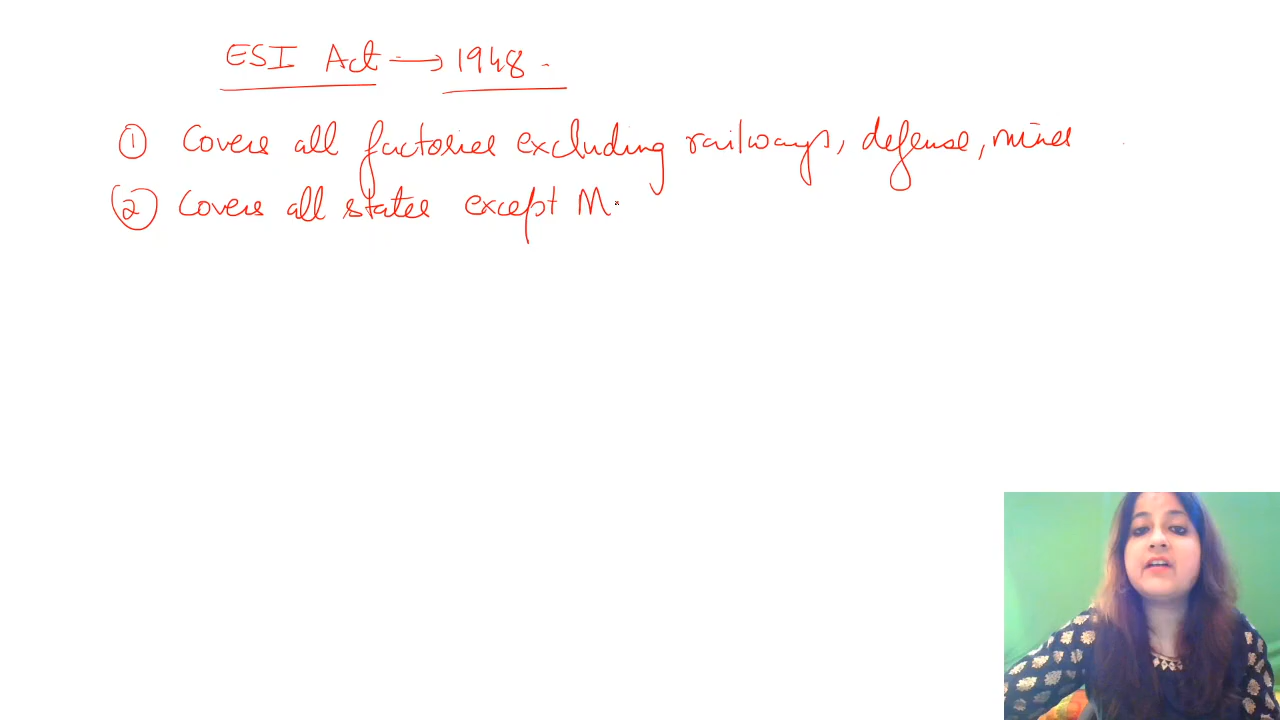 ESI Act → 1948 .
① Covers all factories excluding railways, defense, mines
② Covers all states except M